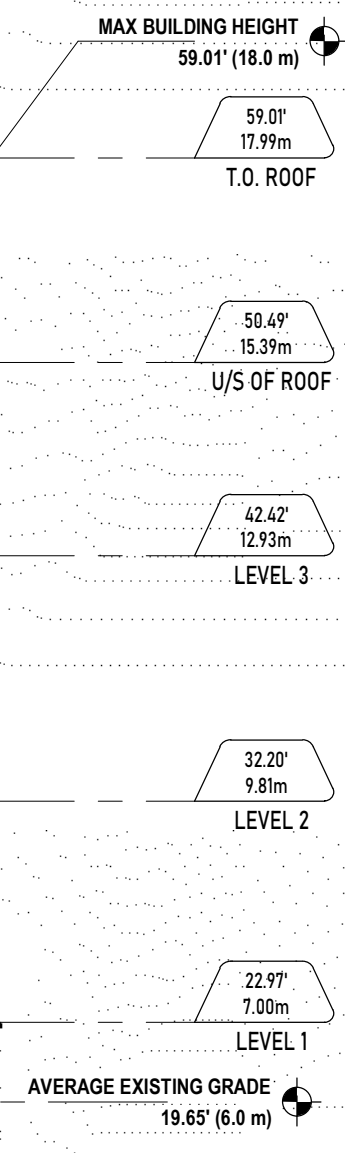 MAX BUILDING HEIGHT
59.01' (18.0 m)
59.01'
17.99m
T.O. ROOF
50.49'
15.39m
U/S OF ROOF
42.42'
12.93m
LEVEL 3
32.20'
9.81m
LEVEL 2
22.97'
7.00m
LEVEL 1
AVERAGE EXISTING GRADE
19.65' (6.0 m)